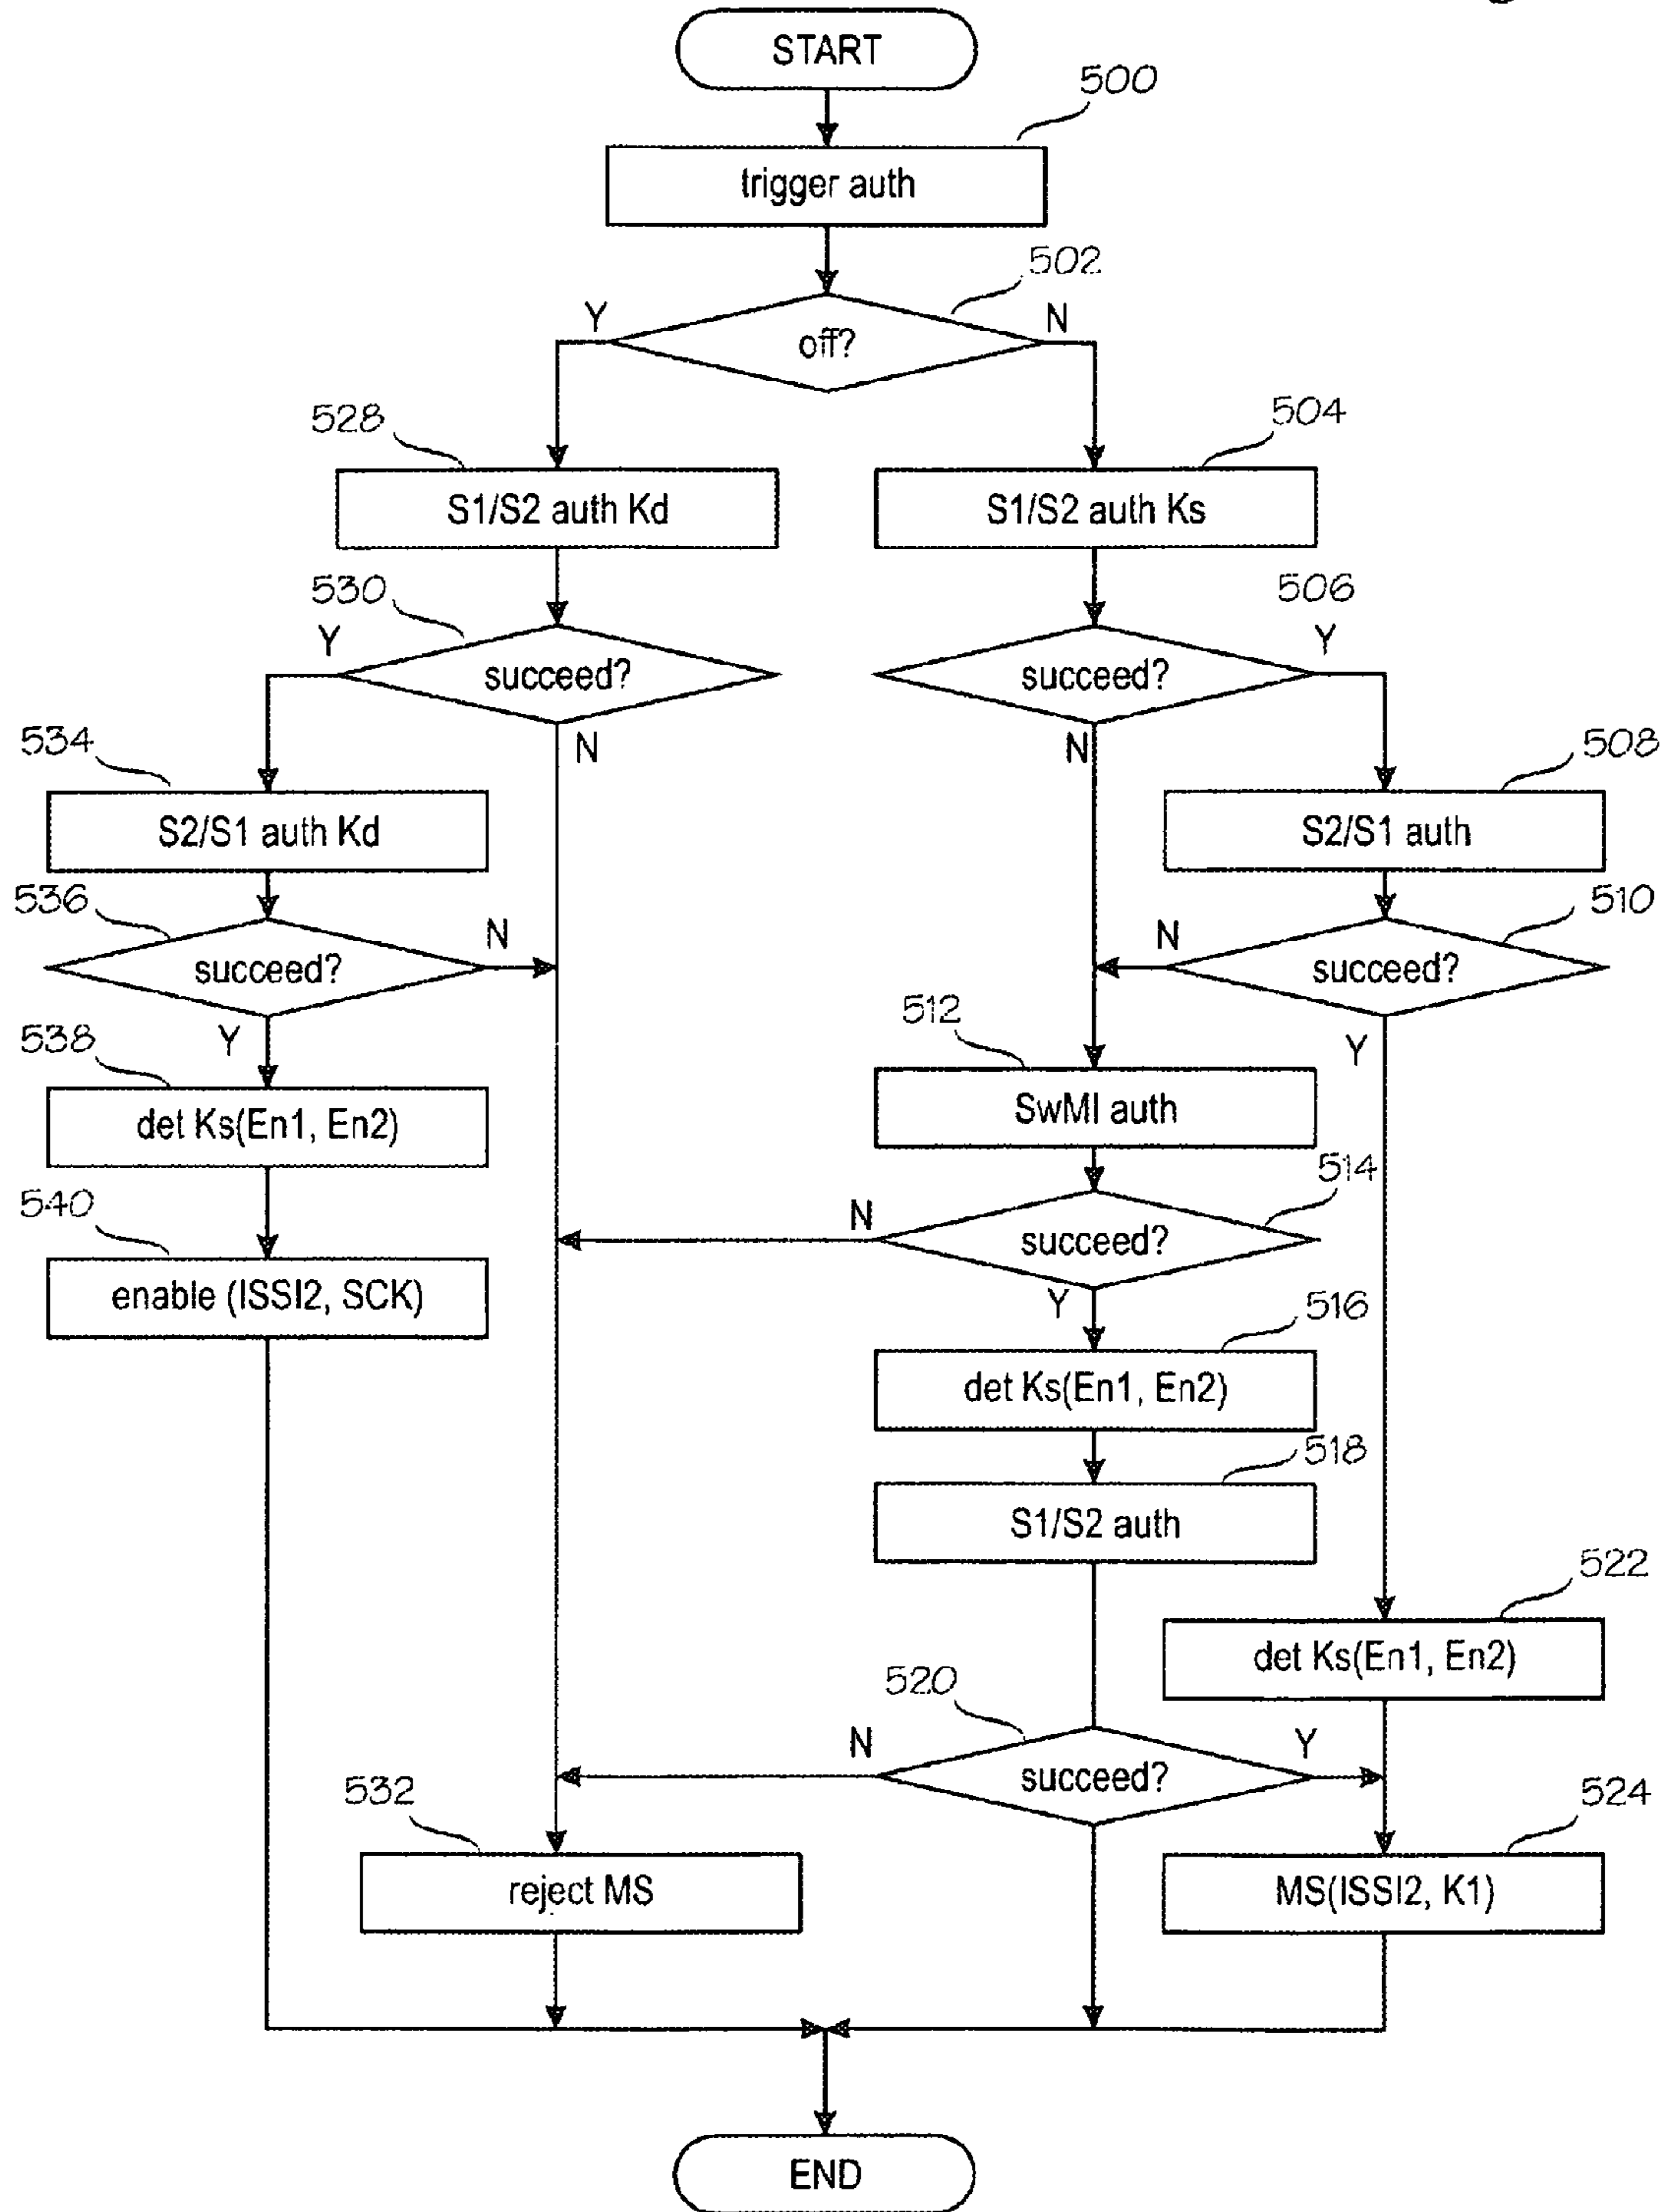 START
500
trigger auth
502
Y
N
off?
528
504
S1/S2 auth Kd
S1/S2 auth Ks
530
506
Y
Y
succeed?
succeed?
534
N
N
508
S2/S1 auth Kd
S2/S1 auth
536
510
N
N
succeed?
succeed?
512
538
Y
Y
det Ks(En1, En2)
SwMI auth
540
514
N
succeed?
enable (ISSI2, SCK)
Y
516
det Ks(En1, En2)
518
S1/S2 auth
522
det Ks(En1, En2)
520
N
Y
succeed?
532
524
reject MS
MS(ISSI2, K1)
END